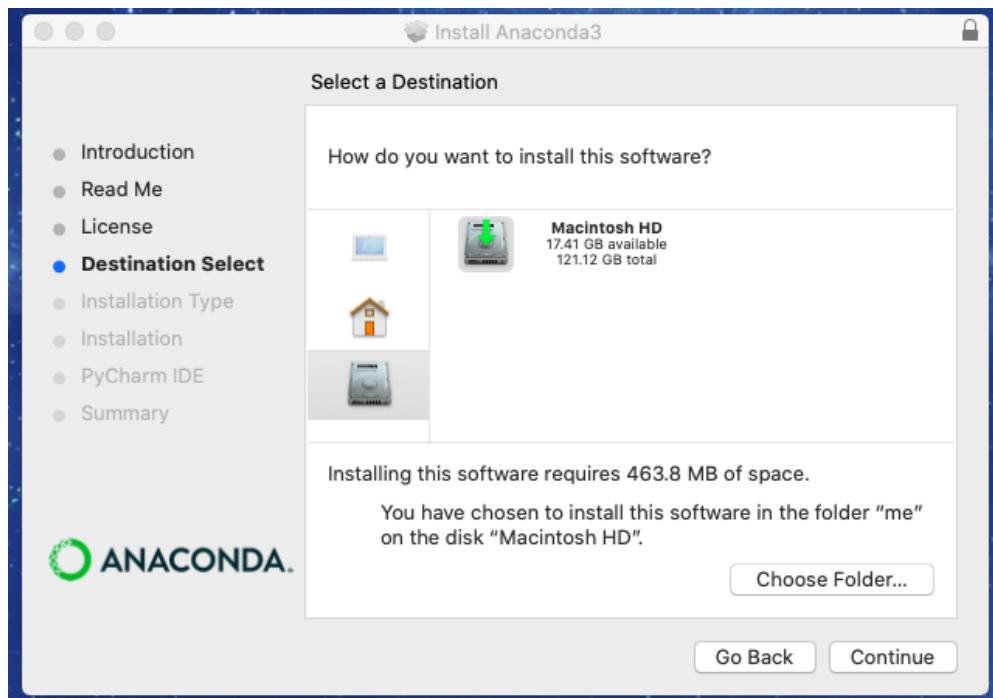 Install Anaconda3
Select a Destination
Introduction
Read Me
License
Destination Select
Installation Type
Installation
PyCharm IDE
Summary
How do you want to install this software?
Macintosh HD
17.41 GB available
121.12 GB total
Installing this software requires 463.8 MB of space.
You have chosen to install this software in the folder “me”
on the disk “Macintosh HD”.
Choose Folder...
ANACONDA.
Go Back
Continue